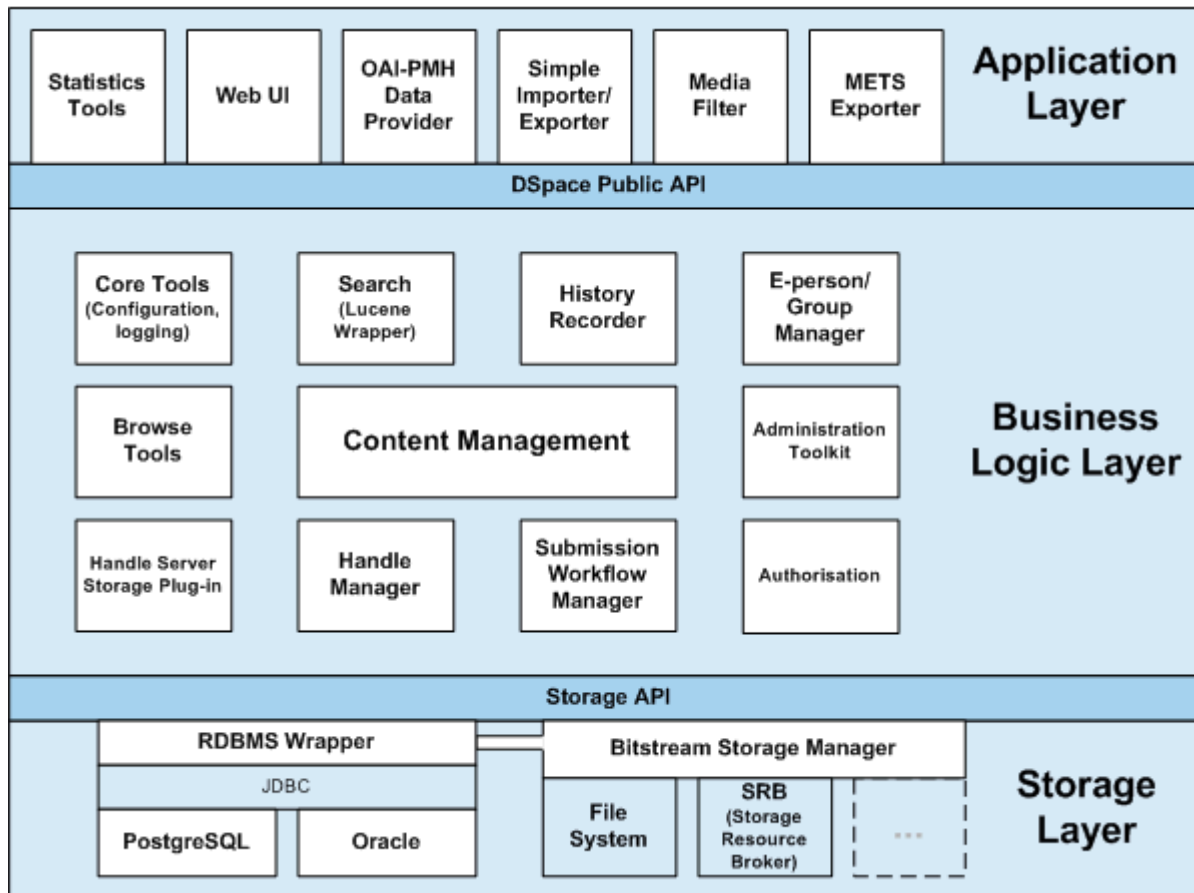 Statistics
Tools
Web UI
OAI-PMH
Data
Provider
Simple
Importer/
Exporter
Media
Filter
METS
Exporter
Application
Layer
DSpace Public API
Core Tools
(Configuration,
logging)
Search
(Lucene
Wrapper)
History
Recorder
E-person/
Group
Manager
Browse
Tools
Content Management
Administration
Toolkit
Business
Logic Layer
Handle Server
Storage Plug-in
Handle
Manager
Submission
Workflow
Manager
Authorisation
Storage API
RDBMS Wrapper
JDBC
PostgreSQL
Oracle
Bitstream Storage Manager
File
System
SRB
(Storage
Resource
Broker)
...
Storage
Layer